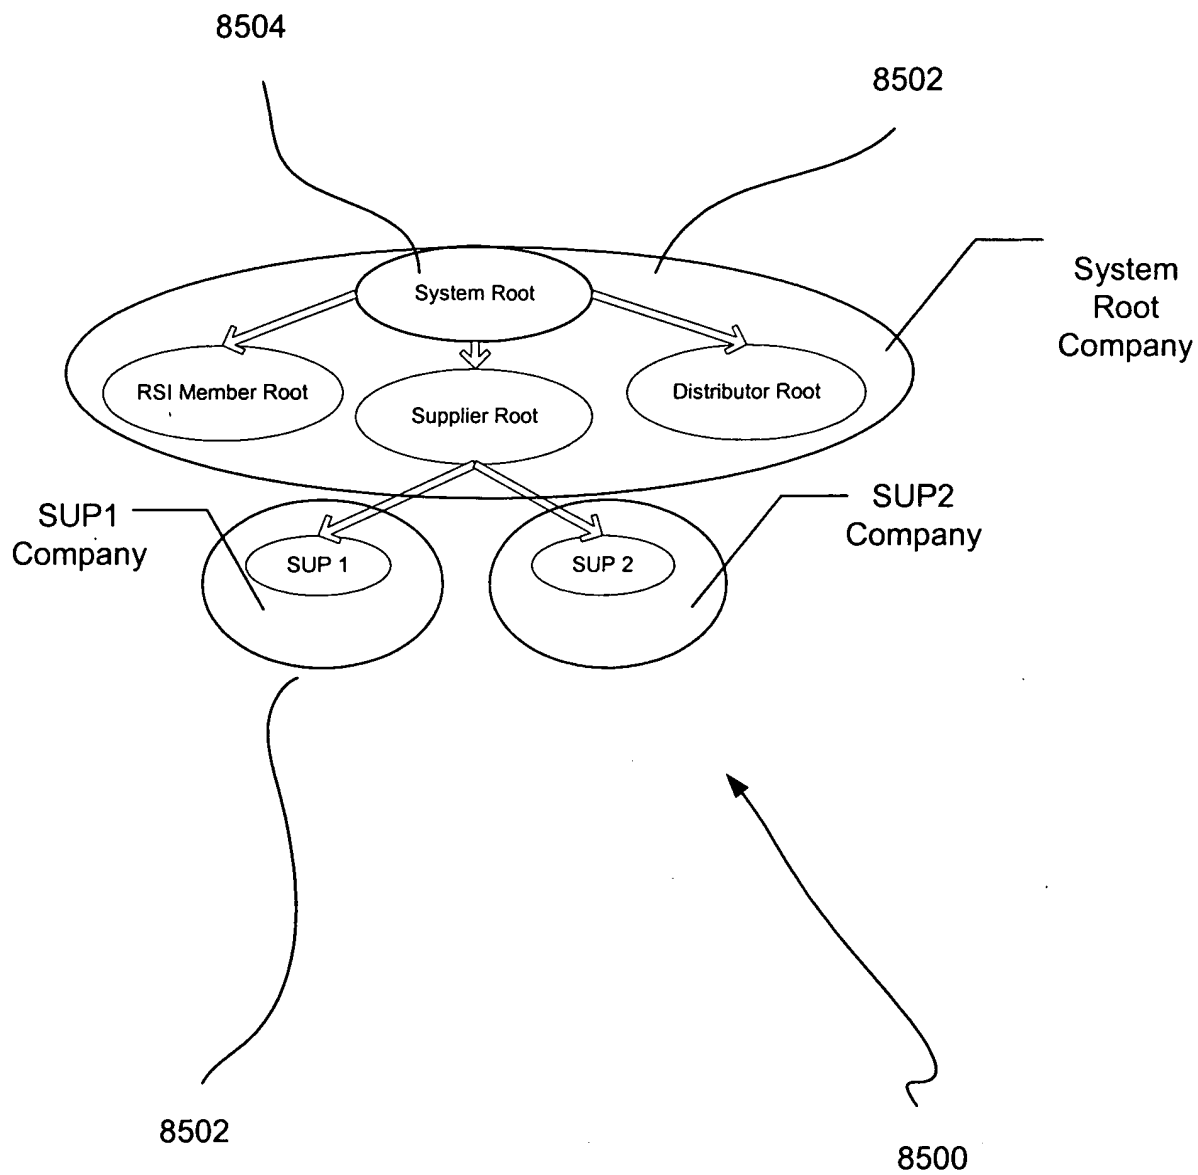 8504
8502
System Root
System
Root
Company
RSI Member Root
Supplier Root
Distributor Root
SUP1
Company
SUP2
Company
SUP 1
SUP 2
8502
8500